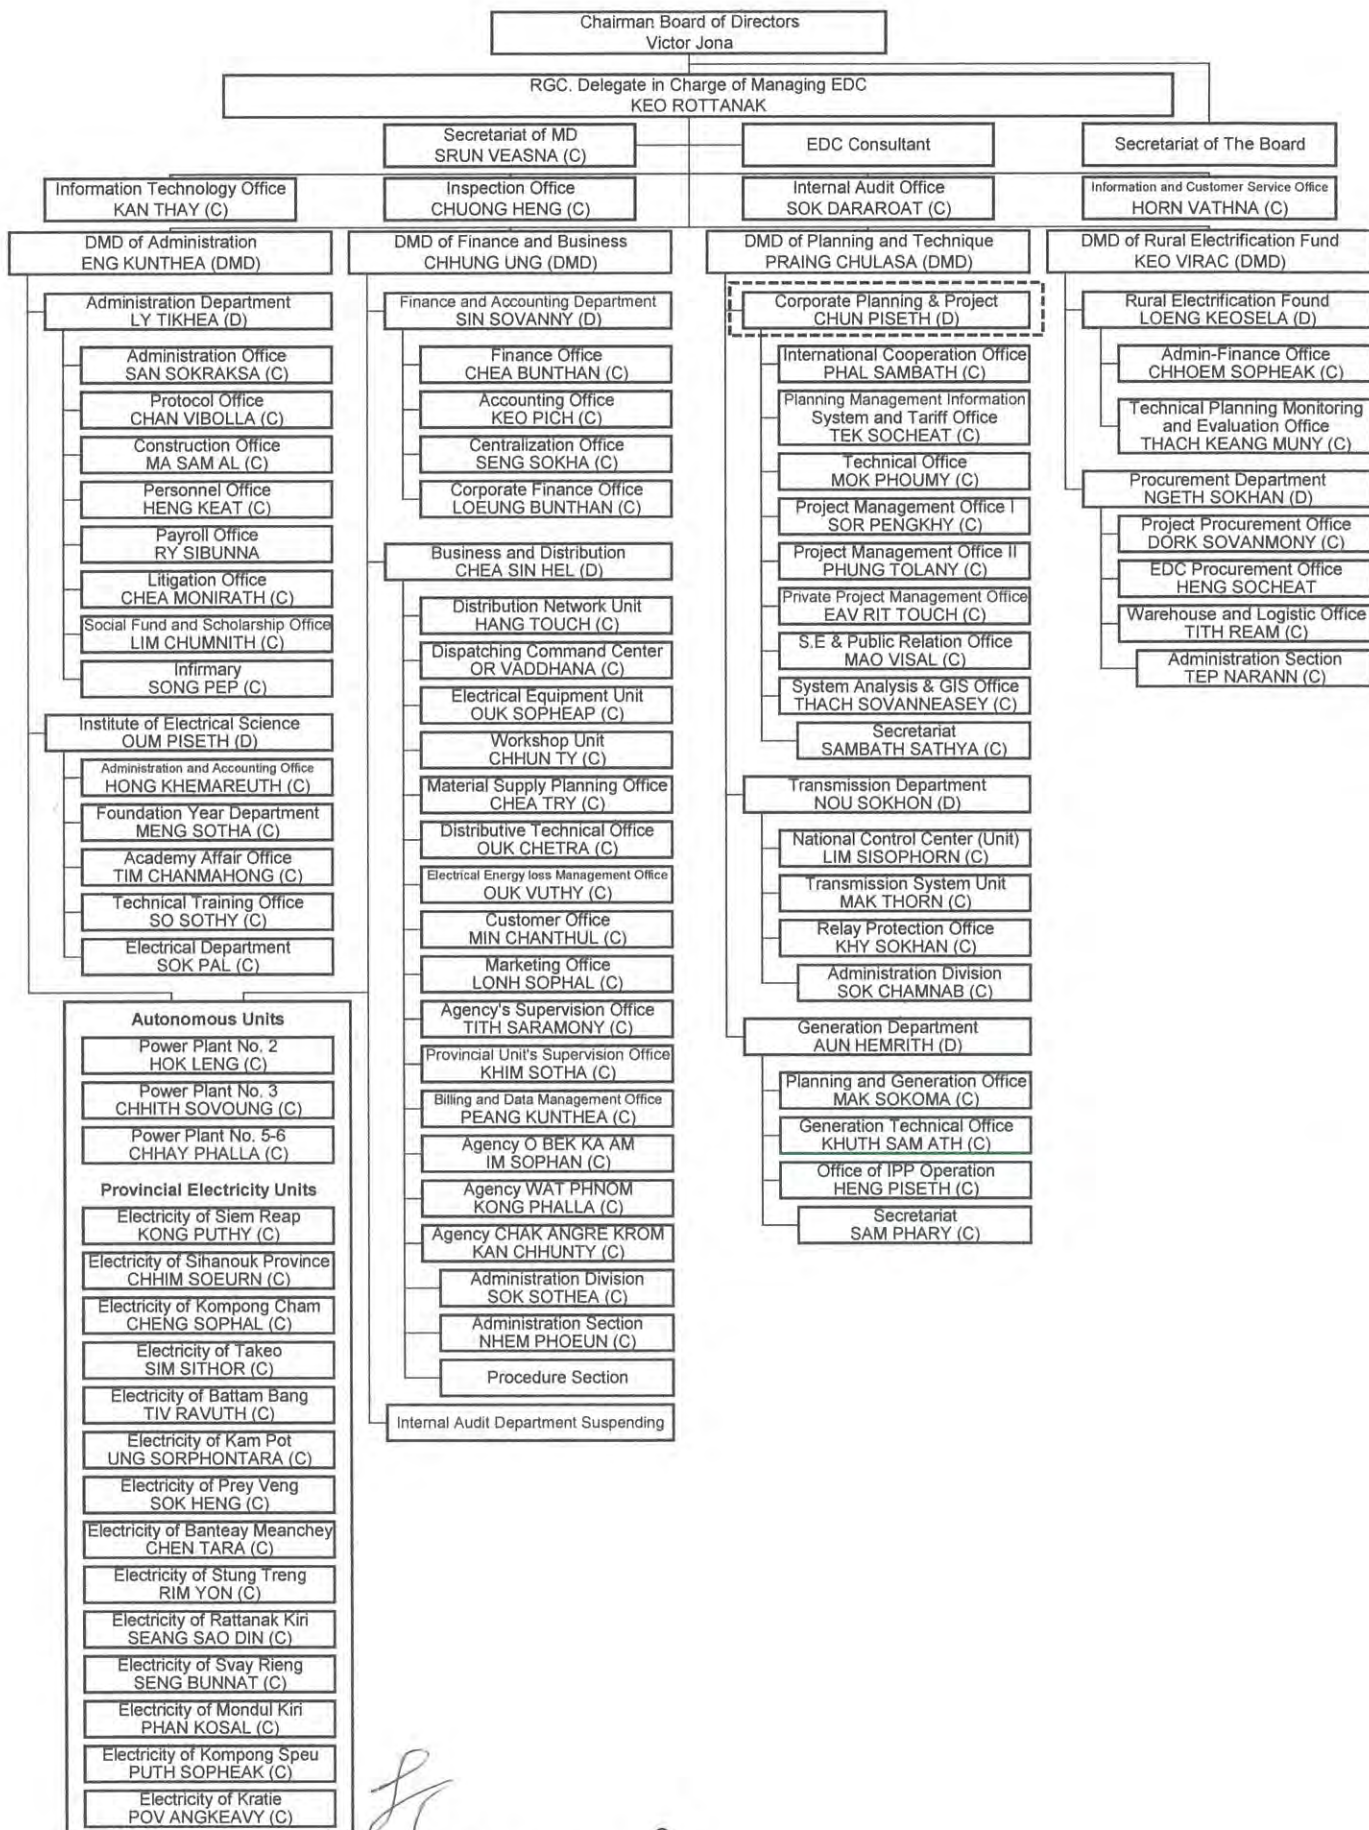 Chairman Board of Directors
Victor Jona
RGC. Delegate in Charge of Managing EDC
KEO ROTTANAK
Secretariat of MD
SRUN VEASNA (C)
EDC Consultant
Secretariat of The Board
Information Technology Office
KAN THAY (C)
Inspection Office
CHUONG HENG (C)
Internal Audit Office
SOK DARAROAT (C)
Information and Customer Service Office
HORN VATHNA (C)
DMD of Administration
ENG KUNTHEA (DMD)
Administration Department
LY TIKHEA (D)
Administration Office
SAN SOKRAKSA (C)
Protocol Office
CHAN VIBOLLA (C)
Construction Office
MA SAM AL (C)
Personnel Office
HENG KEAT (C)
Payroll Office
RY SIBUNNA
Litigation Office
CHEA MONIRATH (C)
Social Fund and Scholarship Office
LIM CHUMNITH (C)
Infirmary
SONG PEP (C)
Institute of Electrical Science
OUM PISETH (D)
Administration and Accounting Office
HONG KHEMAREUTH (C)
Foundation Year Department
MENG SOTHA (C)
Academy Affair Office
TIM CHANMAHONG (C)
Technical Training Office
SO SOTHY (C)
Electrical Department
SOK PAL (C)
Autonomous Units
Power Plant No. 2
HOK LENG (C)
Power Plant No. 3
CHHITH SOVOUNG (C)
Power Plant No. 5-6
CHHAY PHALLA (C)
Provincial Electricity Units
Electricity of Siem Reap
KONG PUTHY (C)
Electricity of Sihanouk Province
CHHIM SOEURN (C)
Electricity of Kompong Cham
CHENG SOPHAL (C)
Electricity of Takeo
SIM SITHOR (C)
Electricity of Battam Bang
TIV RAVUTH (C)
Electricity of Kam Pot
UNG SORPHONTARA (C)
Electricity of Prey Veng
SOK HENG (C)
Electricity of Banteay Meanchey
CHEN TARA (C)
Electricity of Stung Treng
RIM YON (C)
Electricity of Rattanak Kiri
SEANG SAO DIN (C)
Electricity of Svay Rieng
SENG BUNNAT (C)
Electricity of Mondul Kiri
PHAN KOSAL (C)
Electricity of Kompong Speu
PUTH SOPHEAK (C)
Electricity of Kratie
POV ANGKEAVY (C)
DMD of Finance and Business
CHHUNG UNG (DMD)
Finance and Accounting Department
SIN SOVANNY (D)
Finance Office
CHEA BUNTHAN (C)
Accounting Office
KEO PICH (C)
Centralization Office
SENG SOKHA (C)
Corporate Finance Office
LOEUNG BUNTHAN (C)
Business and Distribution
CHEA SIN HEL (D)
Distribution Network Unit
HANG TOUCH (C)
Dispatching Command Center
OR VADDHANA (C)
Electrical Equipment Unit
OUK SOPHEAP (C)
Workshop Unit
CHHUN TY (C)
Material Supply Planning Office
CHEA TRY (C)
Distributive Technical Office
OUK CHETRA (C)
Electrical Energy loss Management Office
OUK VUTHY (C)
Customer Office
MIN CHANTHUL (C)
Marketing Office
LONH SOPHAL (C)
Agency's Supervision Office
TITH SARAMONY (C)
Provincial Unit's Supervision Office
KHIM SOTHA (C)
Billing and Data Management Office
PEANG KUNTHEA (C)
Agency O BEK KA AM
IM SOPHAN (C)
Agency WAT PHNOM
KONG PHALLA (C)
Agency CHAK ANGRE KROM
KAN CHHUNTY (C)
Administration Division
SOK SOTHEA (C)
Administration Section
NHEM PHOEUN (C)
Procedure Section
Internal Audit Department Suspending
DMD of Planning and Technique
PRAING CHULASA (DMD)
Corporate Planning & Project
CHUN PISETH (D)
International Cooperation Office
PHAL SAMBATH (C)
Planning Management Information
System and Tariff Office
TEK SOCHEAT (C)
Technical Office
MOK PHOUMY (C)
Project Management Office I
SOR PENGKHY (C)
Project Management Office II
PHUNG TOLANY (C)
Private Project Management Office
EAV RIT TOUCH (C)
S.E & Public Relation Office
MAO VISAL (C)
System Analysis & GIS Office
THACH SOVANNEASEY (C)
Secretariat
SAMBATH SATHYA (C)
Transmission Department
NOU SOKHON (D)
National Control Center (Unit)
LIM SISOPHORN (C)
Transmission System Unit
MAK THORN (C)
Relay Protection Office
KHY SOKHAN (C)
Administration Division
SOK CHAMNAB (C)
Generation Department
AUN HEMRITH (D)
Planning and Generation Office
MAK SOKOMA (C)
Generation Technical Office
KHUTH SAM ATH (C)
Office of IPP Operation
HENG PISETH (C)
Secretariat
SAM PHARY (C)
DMD of Rural Electrification Fund
KEO VIRAC (DMD)
Rural Electrification Found
LOENG KEOSELA (D)
Admin-Finance Office
CHHOEM SOPHEAK (C)
Technical Planning Monitoring
and Evaluation Office
THACH KEANG MUNY (C)
Procurement Department
NGETH SOKHAN (D)
Project Procurement Office
DORK SOVANMONY (C)
EDC Procurement Office
HENG SOCHEAT
Warehouse and Logistic Office
TITH REAM (C)
Administration Section
TEP NARANN (C)